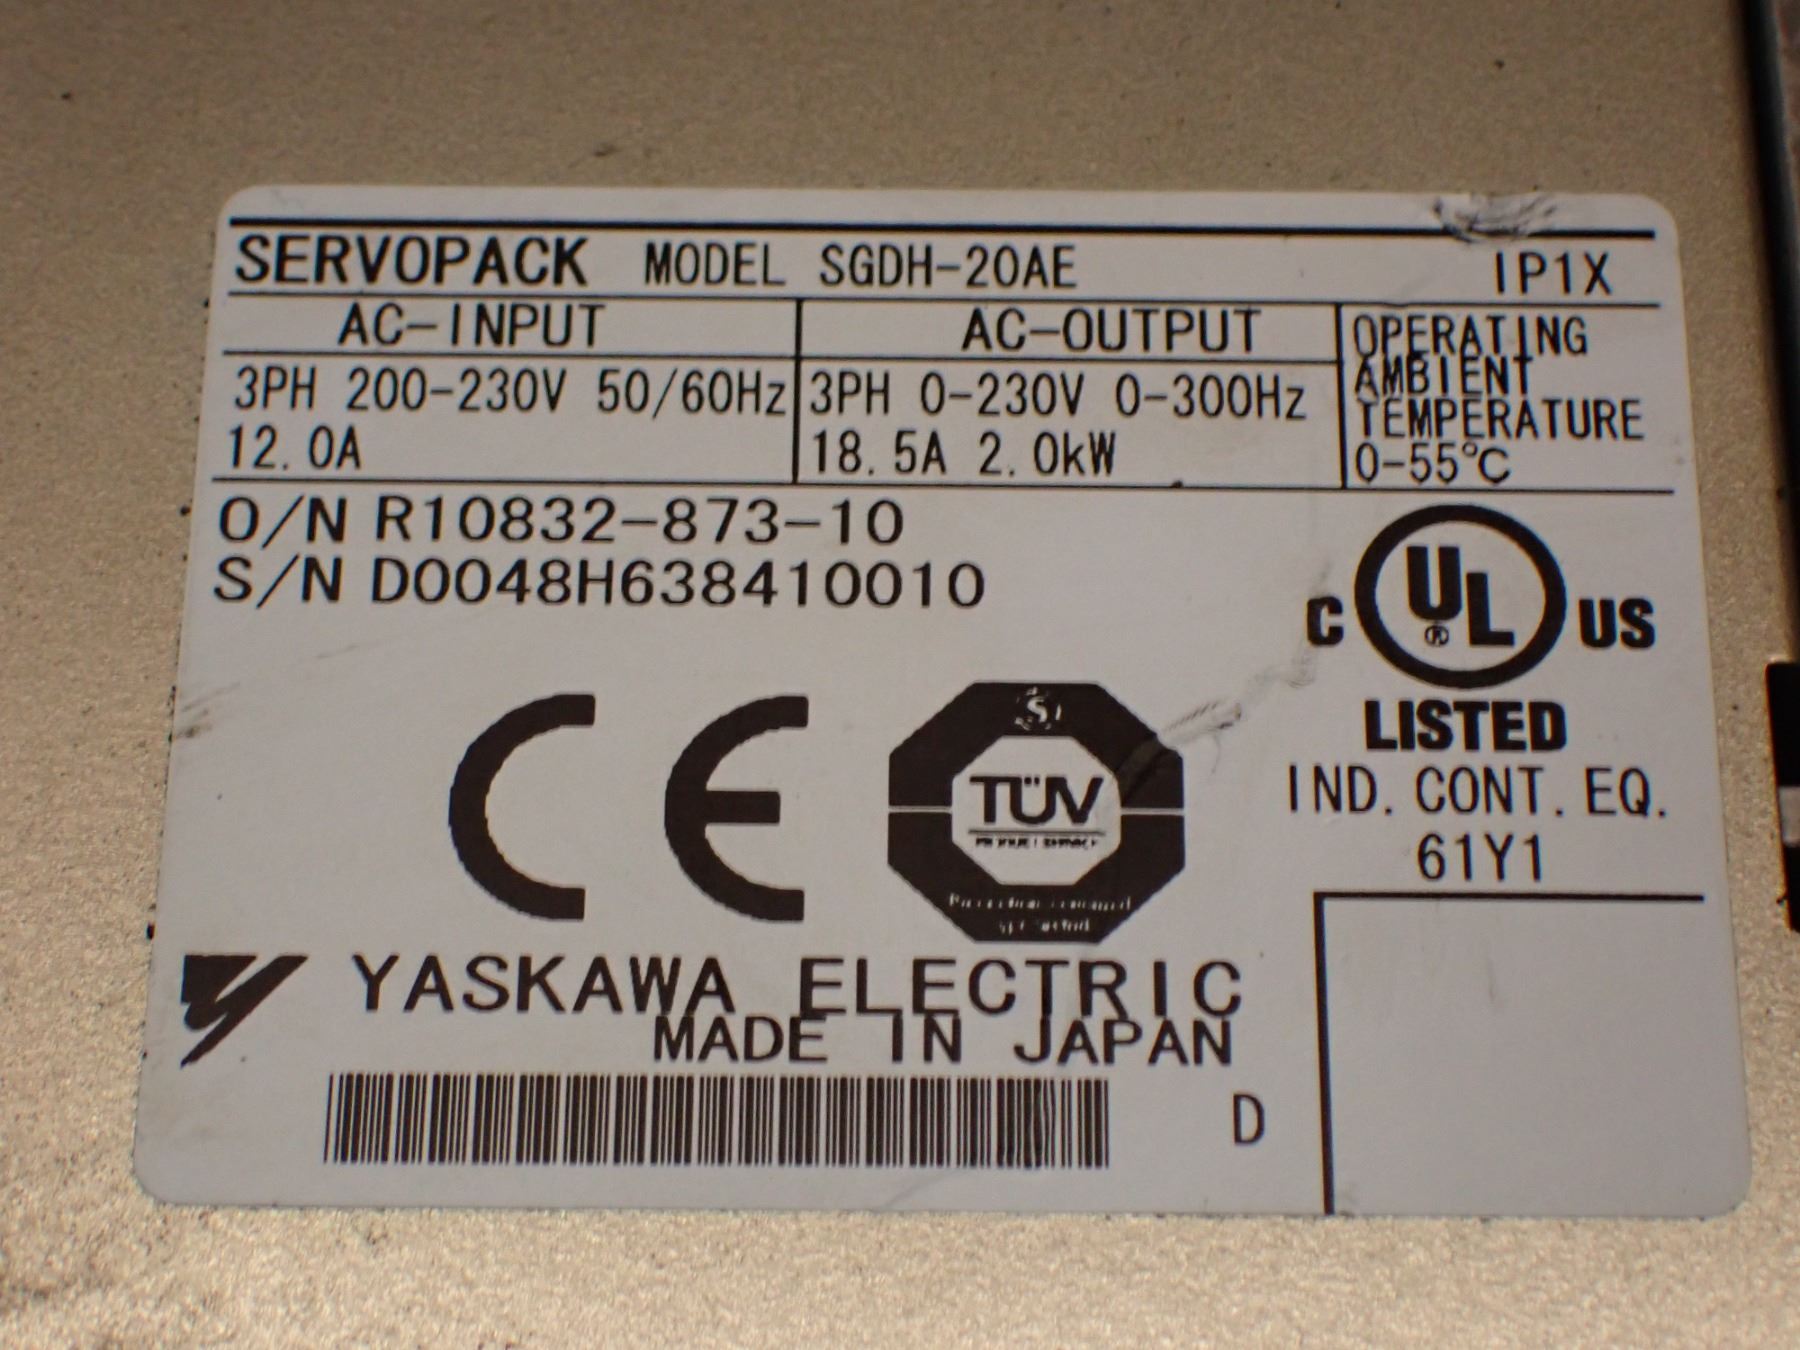 SERVOPACK MODEL SGDH-20AE IP1X
AC-INPUT AC-OUTPUT
3PH 200-230V 50/60Hz 3PH 0-230V 0-300Hz
12.0A 18.5A 2.0kW
OPERATING
AMBIENT
TEMPERATURE
0-55℃
O/N R10832-873-10
S/N D0048H638410010
C UL ® US
LISTED
IND. CONT. EQ.
61Y1
CE
S
TÜV
YASKAWA ELECTRIC
MADE IN JAPAN
D